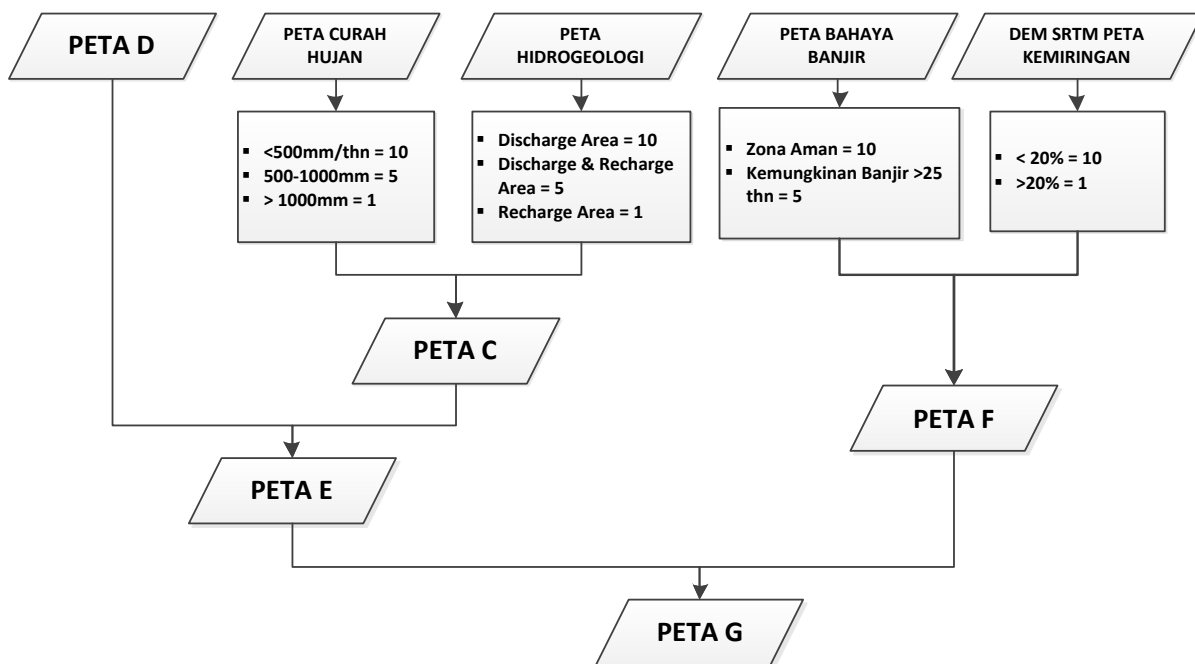 PETA D
PETA CURAH
HUJAN
PETA
HIDROGEOLOGI
PETA BAHAYA
BANJIR
DEM SRTM PETA
KEMIRINGAN
▪ <500mm/thn = 10
▪ 500-1000mm = 5
▪ > 1000mm = 1
▪ Discharge Area = 10
▪ Discharge & Recharge
Area = 5
▪ Recharge Area = 1
▪ Zona Aman = 10
▪ Kemungkinan Banjir >25
thn = 5
▪ < 20% = 10
▪ >20% = 1
PETA C
PETA F
PETA E
PETA G